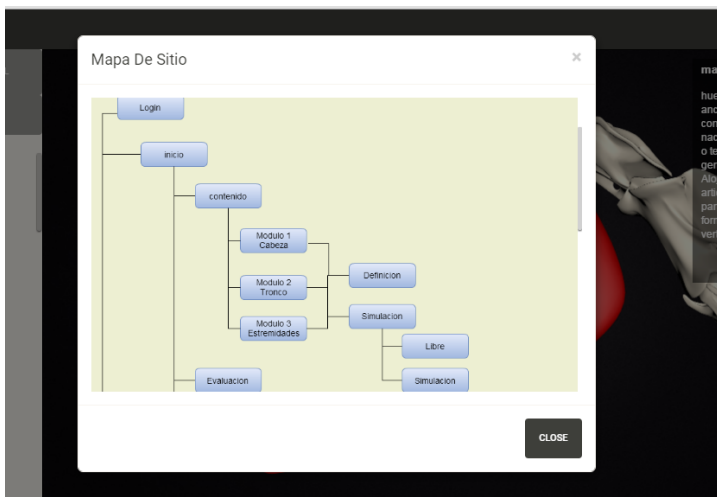 Mapa De Sitio
×
Login
inicio
contenido
Modulo 1
Cabeza
Modulo 2
Tronco
Modulo 3
Estremidades
Definicion
Simulacion
Libre
Simulacion
Evaluacion
CLOSE